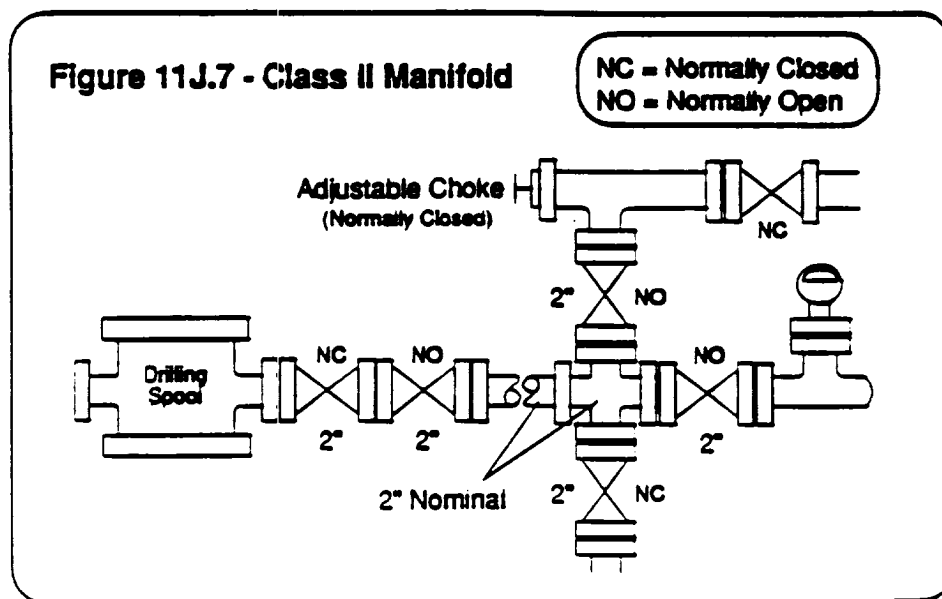 Figure 11J.7 - Class II Manifold
NC = Normally Closed
NO = Normally Open
Adjustable Choke
(Normally Closed)
NC
2" NO
NC NO
NO
Drilling
Spool
2" 2"
2"
2" Nominal
2" NC